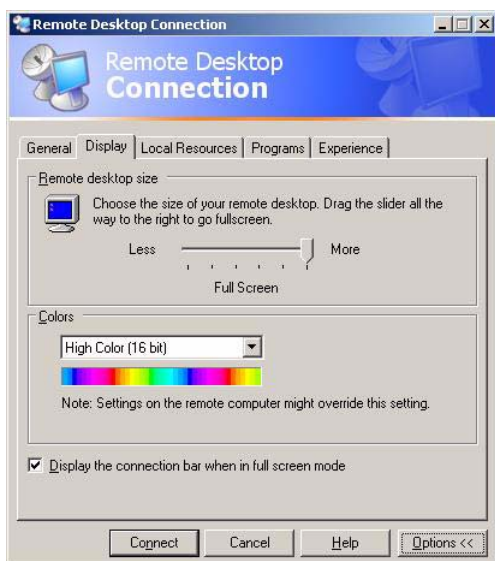 Remote Desktop Connection
Remote Desktop
Connection
General Display Local Resources Programs Experience
Remote desktop size
Choose the size of your remote desktop. Drag the slider all the
way to the right to go fullscreen.
Less More
Full Screen
Colors
High Color (16 bit)
Note: Settings on the remote computer might override this setting.
Display the connection bar when in full screen mode
Connect Cancel Help Options <<